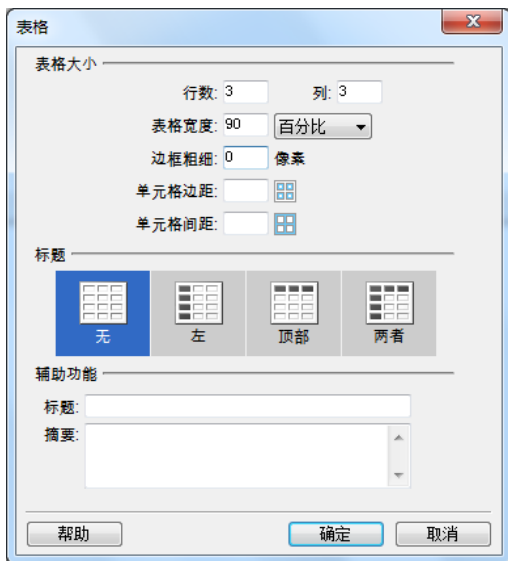 表格
表格大小
行数: 3 列: 3
表格宽度: 90 百分比
边框粗细: 0 像素
单元格边距:
单元格间距:
标题
无 左 顶部 两者
辅助功能
标题:
摘要:
帮助 确定 取消